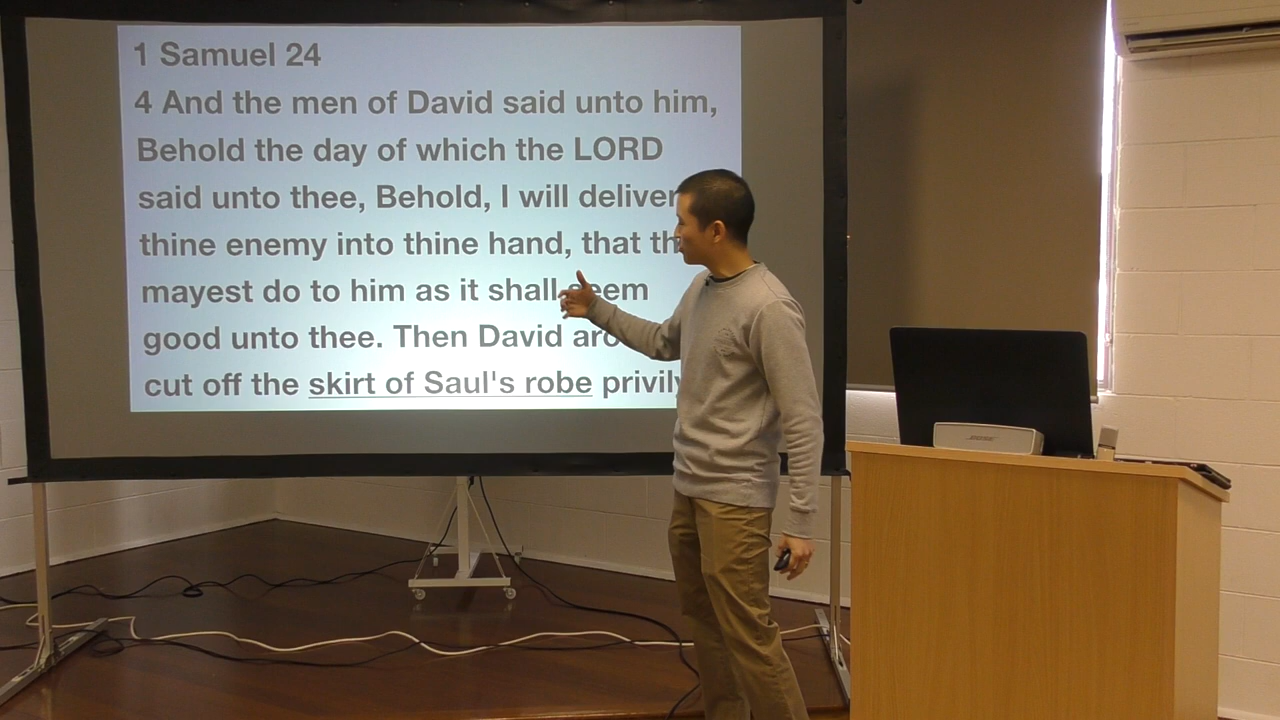 1 Samuel 24
4 And the men of David said unto him,
Behold the day of which the LORD
said unto thee, Behold, I will deliver
thine enemy into thine hand, that
mayest do to him as it shall seem
good unto thee. Then David
cut off the skirt of Saul's robe privily
BOSE